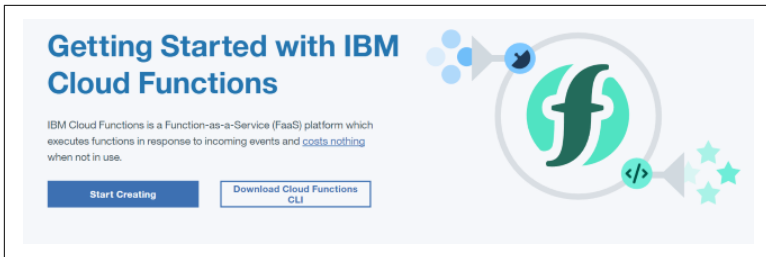 Getting Started with IBM
Cloud Functions
IBM Cloud Functions is a Function-as-a-Service (FaaS) platform which
executes functions in response to incoming events and costs nothing
when not in use.
Start Creating
Download Cloud Functions
CLI
f
</>